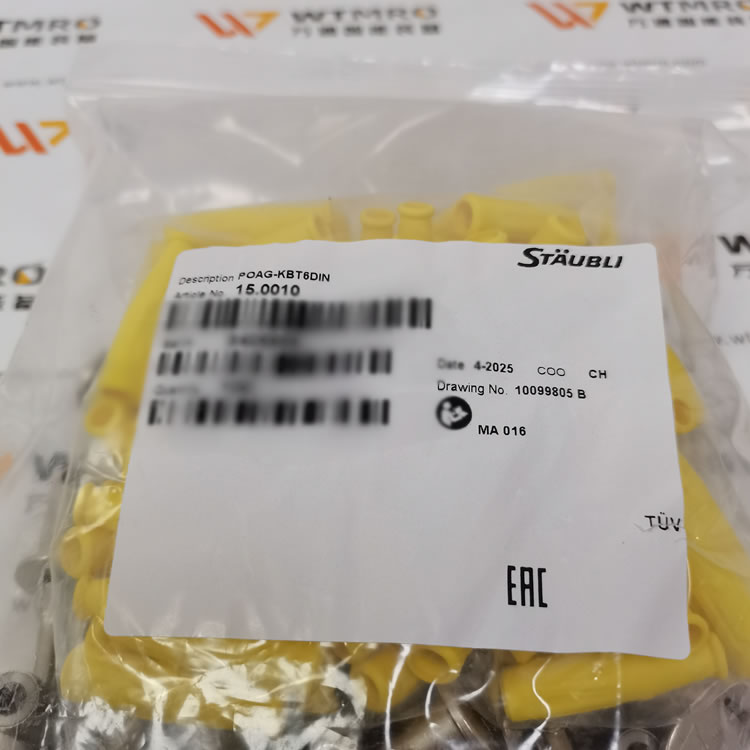 WTMRO
WTMRO
STÄUBLI
Description POAG-KBT6DIN
Article No. 15.0010
Date 4-2025 COO CH
Drawing No. 10099805 B
MA 016
TÜV
EAC